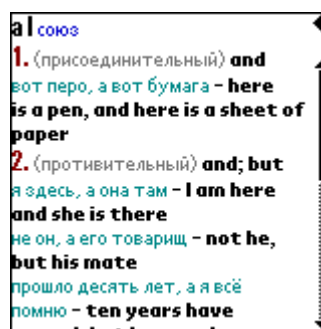 а I союз
1. (присоединительный) and
вот перо, а вот бумага – here
is a pen, and here is a sheet of
paper
2. (противительный) and; but
я здесь, а она там – I am here
and she is there
не он, а его товарищ – not he,
but his mate
прошло десять лет, а я всё
помню – ten years have